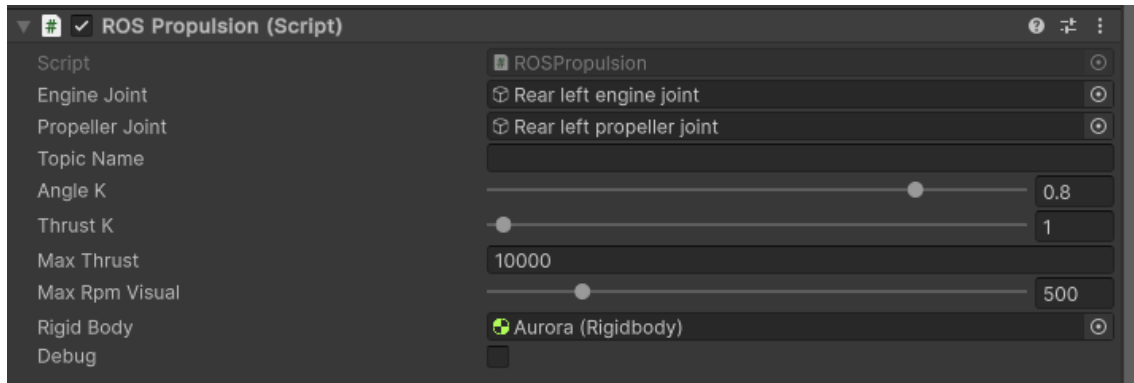 # ROS Propulsion (Script)
Script # ROSPropulsion
Engine Joint Rear left engine joint
Propeller Joint Rear left propeller joint
Topic Name
Angle K 0.8
Thrust K 1
Max Thrust 10000
Max Rpm Visual 500
Rigid Body Aurora (Rigidbody)
Debug